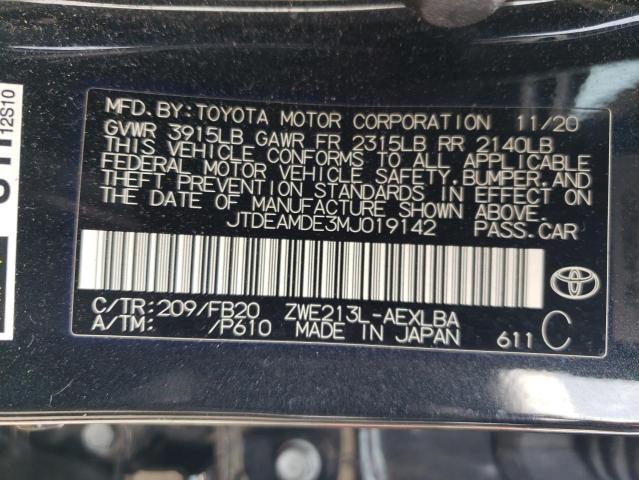 MFD. BY: TOYOTA MOTOR CORPORATION 11/20
GVWR 3915LB GAWR FR 2315LB RR 2140LB
THIS VEHICLE CONFORMS TO ALL APPLICABLE
FEDERAL MOTOR VEHICLE SAFETY, BUMPER, AND
THEFT PREVENTION STANDARDS IN EFFECT ON
THE DATE OF MANUFACTURE SHOWN ABOVE.
JTDEAMDE3MJ019142 PASS.CAR
C/TR: 209/FB20 ZWE213L-AEXLBA
A/TM: /P610 MADE IN JAPAN 611 C
12S10